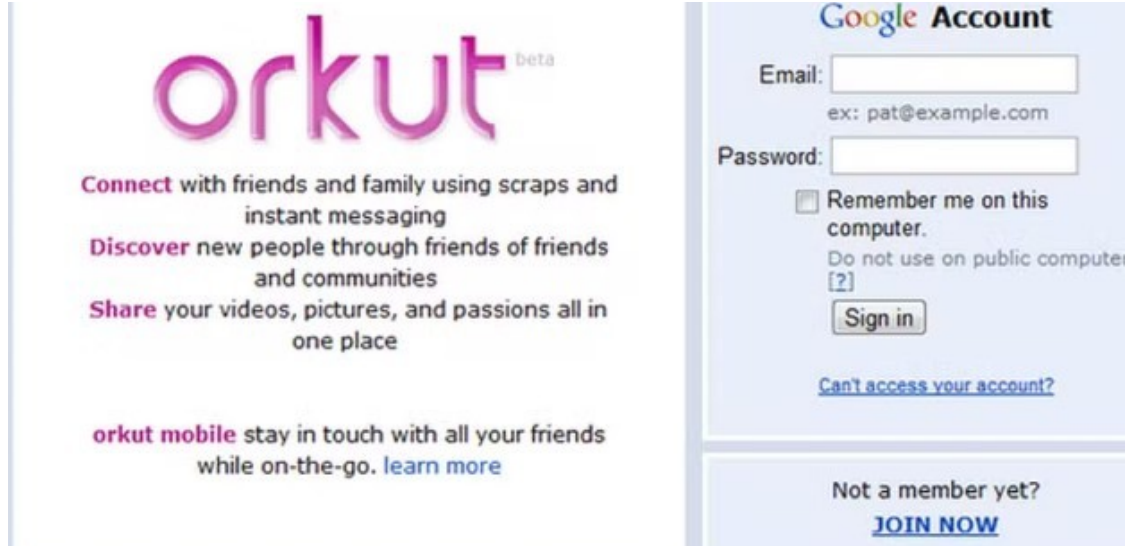 orkut beta
Connect with friends and family using scraps and
instant messaging
Discover new people through friends of friends
and communities
Share your videos, pictures, and passions all in
one place
orkut mobile stay in touch with all your friends
while on-the-go. learn more
Google Account
Email:
ex: pat@example.com
Password:
Remember me on this
computer.
Do not use on public computer
[?]
Sign in
Can't access your account?
Not a member yet?
JOIN NOW